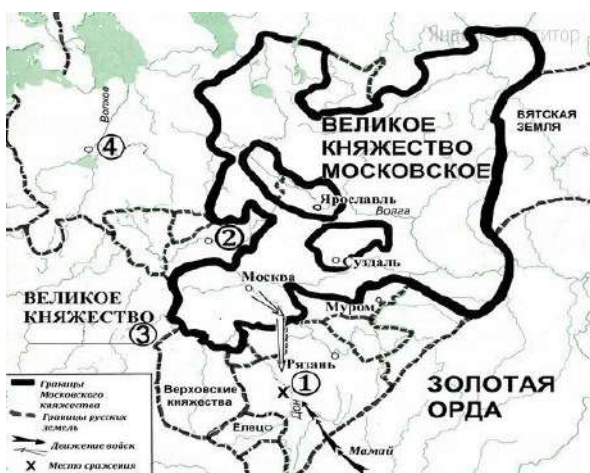 ВЯТСКАЯ
ЗЕМЛЯ
ВЕЛИКОЕ
КНЯЖЕСТВО
МОСКОВСКОЕ
Волхов
4
Ярославль
Волга
2
Суздаль
Москва
ВЕЛИКОЕ
КНЯЖЕСТВО
3
Муром
Рязань
1
Верховские
княжества
ЗОЛОТАЯ
ОРДА
Елец
Дон
Мамай
Границы
Московского
княжества
Границы русских
земель
Движение войск
X Место сражения